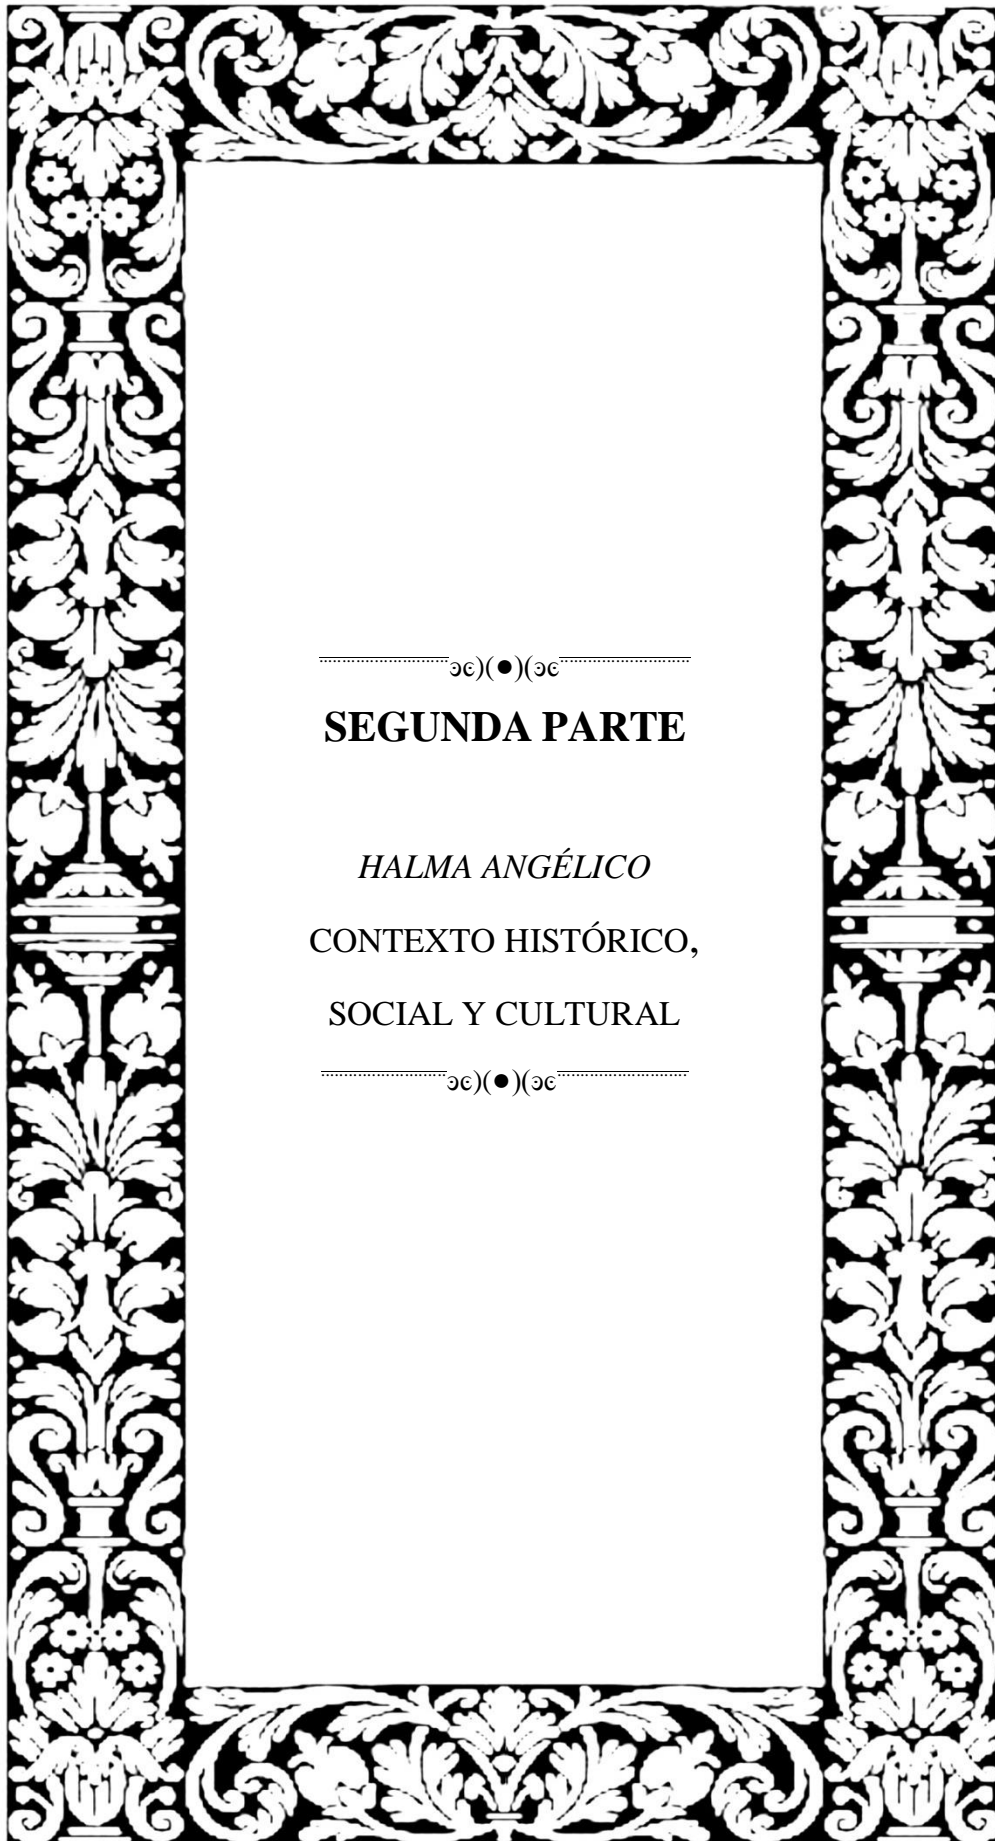 SEGUNDA PARTE
HALMA ANGÉLICO
CONTEXTO HISTÓRICO,
SOCIAL Y CULTURAL